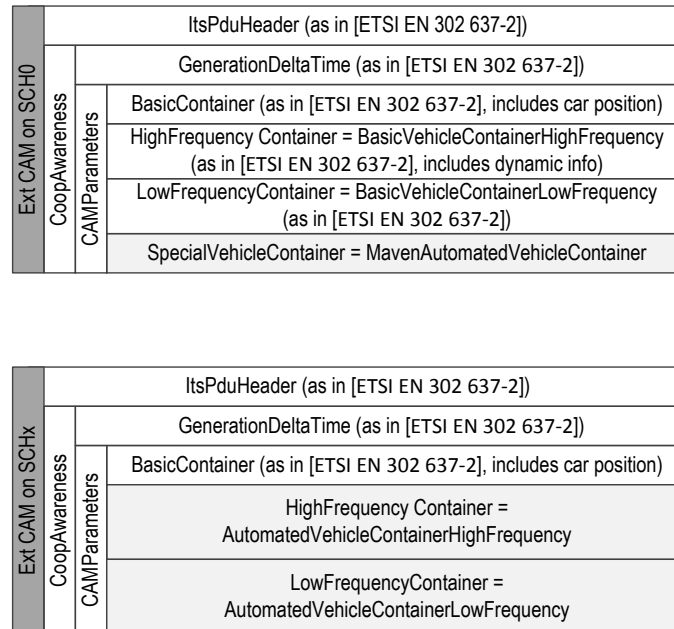 Ext CAM on SCH0
ItsPduHeader (as in [ETSI EN 302 637-2])
CoopAwareness
GenerationDeltaTime (as in [ETSI EN 302 637-2])
CAMParameters
BasicContainer (as in [ETSI EN 302 637-2], includes car position)
HighFrequency Container = BasicVehicleContainerHighFrequency
(as in [ETSI EN 302 637-2], includes dynamic info)
LowFrequencyContainer = BasicVehicleContainerLowFrequency
(as in [ETSI EN 302 637-2])
SpecialVehicleContainer = MavenAutomatedVehicleContainer
Ext CAM on SCHx
ItsPduHeader (as in [ETSI EN 302 637-2])
CoopAwareness
GenerationDeltaTime (as in [ETSI EN 302 637-2])
CAMParameters
BasicContainer (as in [ETSI EN 302 637-2], includes car position)
HighFrequency Container =
AutomatedVehicleContainerHighFrequency
LowFrequencyContainer =
AutomatedVehicleContainerLowFrequency